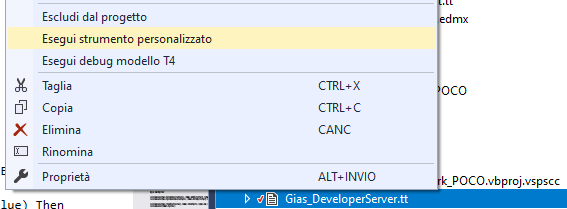 .tt
Escludi dal progetto
edmx
Esegui strumento personalizzato
Esegui debug modello T4
Taglia CTRL+X
POCO
Copia CTRL+C
Elimina CANC
Rinomina
Proprietà ALT+INVIO
rk_POCO.vbproj.vspscc
Gias_DeveloperServer.tt
lue) Then